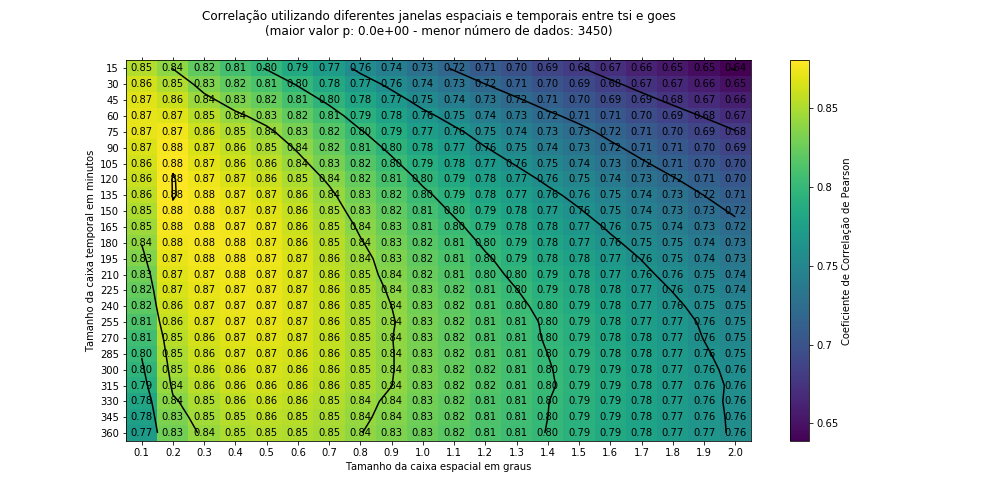 Correlação utilizando diferentes janelas espaciais e temporais entre tsi e goes
(maior valor p: 0.0e+00 - menor número de dados: 3450)
Tamanho da caixa temporal em minutos
15 0.85 0.84 0.82 0.81 0.80 0.79 0.77 0.76 0.74 0.73 0.72 0.71 0.70 0.69 0.68 0.67 0.66 0.65 0.65 0.64
30 0.86 0.85 0.83 0.82 0.81 0.80 0.78 0.77 0.76 0.74 0.73 0.72 0.71 0.70 0.69 0.68 0.67 0.67 0.66 0.65
45 0.87 0.86 0.84 0.83 0.82 0.81 0.80 0.78 0.77 0.75 0.74 0.73 0.72 0.71 0.70 0.69 0.69 0.68 0.67 0.66
60 0.87 0.87 0.85 0.84 0.83 0.82 0.81 0.79 0.78 0.76 0.75 0.74 0.73 0.72 0.71 0.71 0.70 0.69 0.68 0.67
75 0.87 0.87 0.86 0.85 0.84 0.83 0.82 0.80 0.79 0.77 0.76 0.75 0.74 0.73 0.73 0.72 0.71 0.70 0.69 0.68
90 0.87 0.88 0.87 0.86 0.85 0.84 0.82 0.81 0.80 0.78 0.77 0.76 0.75 0.74 0.73 0.72 0.71 0.71 0.70 0.69
105 0.86 0.88 0.87 0.86 0.86 0.84 0.83 0.82 0.80 0.79 0.78 0.77 0.76 0.75 0.74 0.73 0.72 0.71 0.70 0.70
120 0.86 0.88 0.87 0.87 0.86 0.85 0.84 0.82 0.81 0.80 0.79 0.78 0.77 0.76 0.75 0.74 0.73 0.72 0.71 0.70
135 0.86 0.88 0.88 0.87 0.86 0.86 0.84 0.83 0.82 0.80 0.79 0.78 0.77 0.76 0.76 0.75 0.74 0.73 0.72 0.71
150 0.85 0.88 0.88 0.87 0.87 0.86 0.85 0.83 0.82 0.81 0.80 0.79 0.78 0.77 0.76 0.75 0.74 0.73 0.73 0.72
165 0.85 0.88 0.88 0.87 0.87 0.86 0.85 0.84 0.83 0.81 0.80 0.79 0.78 0.78 0.77 0.76 0.75 0.74 0.73 0.72
180 0.84 0.88 0.88 0.88 0.87 0.86 0.85 0.84 0.83 0.82 0.81 0.80 0.79 0.78 0.77 0.76 0.75 0.75 0.74 0.73
195 0.83 0.87 0.88 0.88 0.87 0.87 0.86 0.84 0.83 0.82 0.81 0.80 0.79 0.78 0.78 0.77 0.76 0.75 0.74 0.73
210 0.83 0.87 0.87 0.87 0.87 0.87 0.86 0.85 0.84 0.82 0.81 0.80 0.80 0.79 0.78 0.77 0.76 0.76 0.75 0.74
225 0.82 0.87 0.87 0.87 0.87 0.87 0.86 0.85 0.84 0.83 0.82 0.81 0.80 0.79 0.78 0.78 0.77 0.76 0.75 0.74
240 0.82 0.86 0.87 0.87 0.87 0.87 0.86 0.85 0.84 0.83 0.82 0.81 0.80 0.80 0.79 0.78 0.77 0.76 0.75 0.75
255 0.81 0.86 0.87 0.87 0.87 0.87 0.86 0.85 0.84 0.83 0.82 0.81 0.81 0.80 0.79 0.78 0.77 0.77 0.76 0.75
270 0.81 0.85 0.86 0.87 0.87 0.86 0.86 0.85 0.84 0.83 0.82 0.81 0.81 0.80 0.79 0.78 0.78 0.77 0.76 0.75
285 0.80 0.85 0.86 0.87 0.87 0.86 0.86 0.85 0.84 0.83 0.82 0.81 0.81 0.80 0.79 0.78 0.78 0.77 0.76 0.75
300 0.80 0.84 0.86 0.86 0.86 0.86 0.86 0.85 0.84 0.83 0.82 0.82 0.81 0.80 0.79 0.79 0.78 0.77 0.76 0.76
315 0.79 0.84 0.86 0.86 0.86 0.86 0.86 0.85 0.84 0.83 0.82 0.82 0.81 0.80 0.79 0.79 0.78 0.77 0.76 0.76
330 0.78 0.84 0.85 0.86 0.86 0.86 0.85 0.85 0.84 0.83 0.82 0.81 0.81 0.80 0.79 0.79 0.78 0.77 0.76 0.76
345 0.78 0.83 0.85 0.85 0.86 0.86 0.85 0.84 0.84 0.83 0.82 0.81 0.81 0.80 0.79 0.79 0.78 0.77 0.77 0.76
360 0.77 0.83 0.84 0.85 0.85 0.85 0.85 0.84 0.83 0.83 0.82 0.81 0.81 0.80 0.79 0.79 0.78 0.77 0.77 0.76
0.1 0.2 0.3 0.4 0.5 0.6 0.7 0.8 0.9 1.0 1.1 1.2 1.3 1.4 1.5 1.6 1.7 1.8 1.9 2.0
Tamanho da caixa espacial em graus
0.85
0.8
0.75
0.7
0.65
Coeficiente de Correlação de Pearson